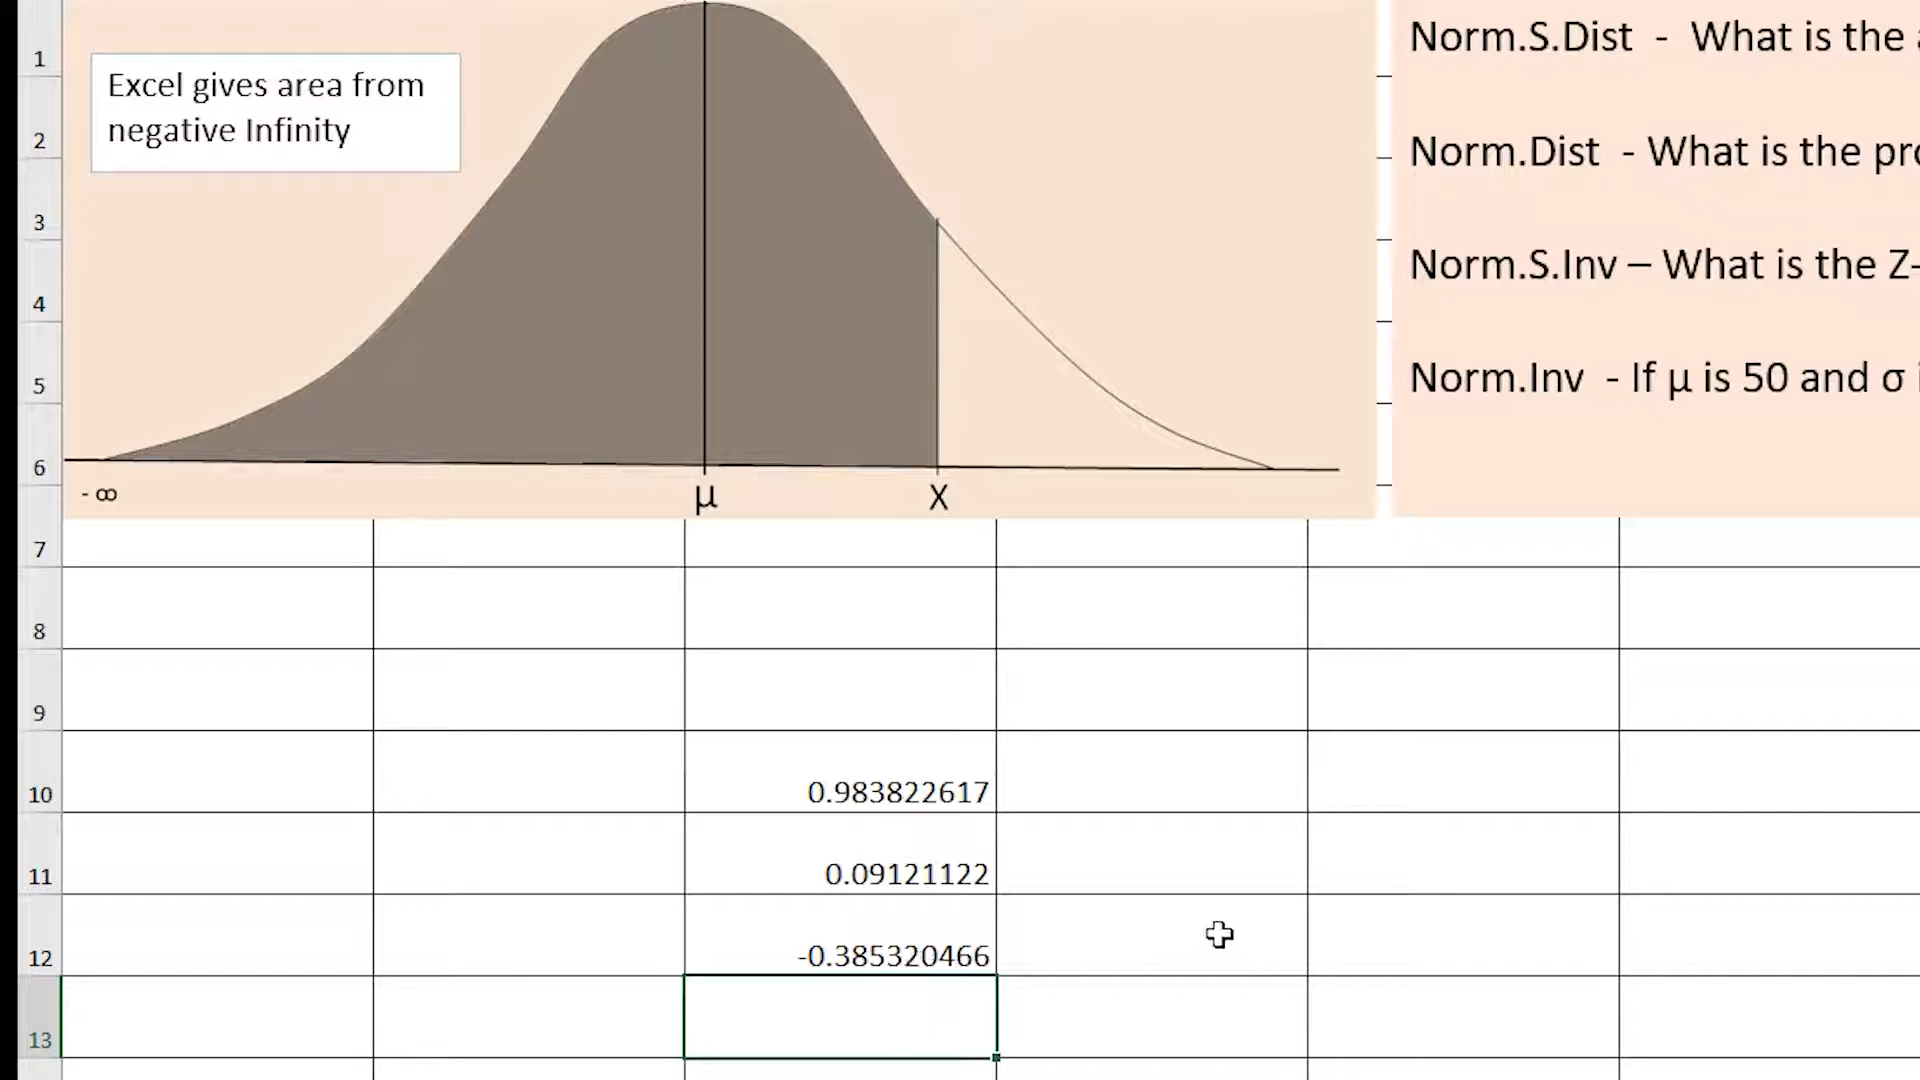 Excel gives area from
negative Infinity
- ∞
μ
X
Norm.S.Dist - What is the
Norm.Dist - What is the
Norm.S.Inv – What is the Z-
Norm.Inv - If μ is 50 and σ
1
2
3
4
5
6
7
8
9
10 0.983822617
11 0.09121122
12 -0.385320466
13